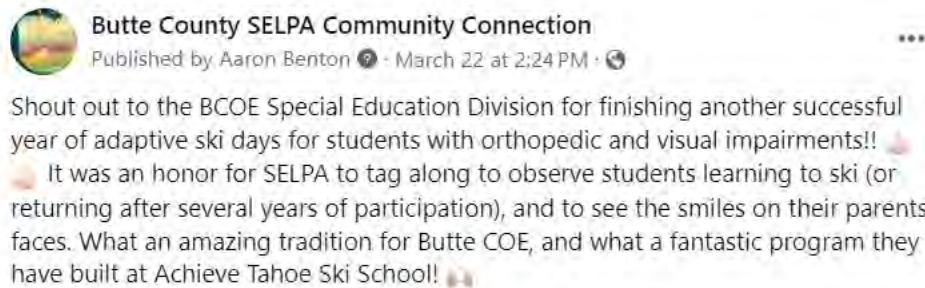 Butte County SELPA Community Connection
Published by Aaron Benton · March 22 at 2:24 PM ·
Shout out to the BCOE Special Education Division for finishing another successful
year of adaptive ski days for students with orthopedic and visual impairments!!
It was an honor for SELPA to tag along to observe students learning to ski (or
returning after several years of participation), and to see the smiles on their parents
faces. What an amazing tradition for Butte COE, and what a fantastic program they
have built at Achieve Tahoe Ski School!